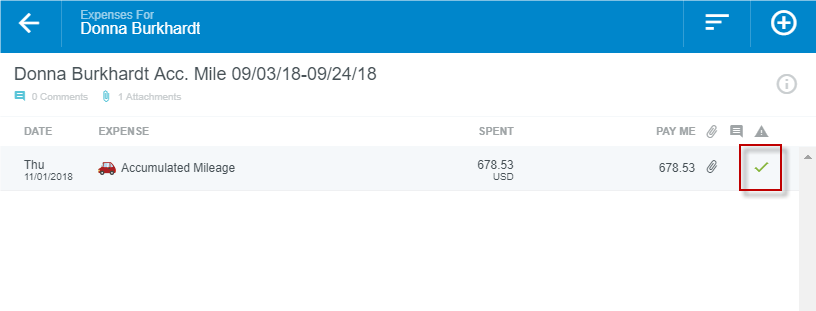 Expenses For
Donna Burkhardt
Donna Burkhardt Acc. Mile 09/03/18-09/24/18
0 Comments 1 Attachments
DATE EXPENSE SPENT PAY ME
Thu Accumulated Mileage 678.53 678.53
11/01/2018 USD